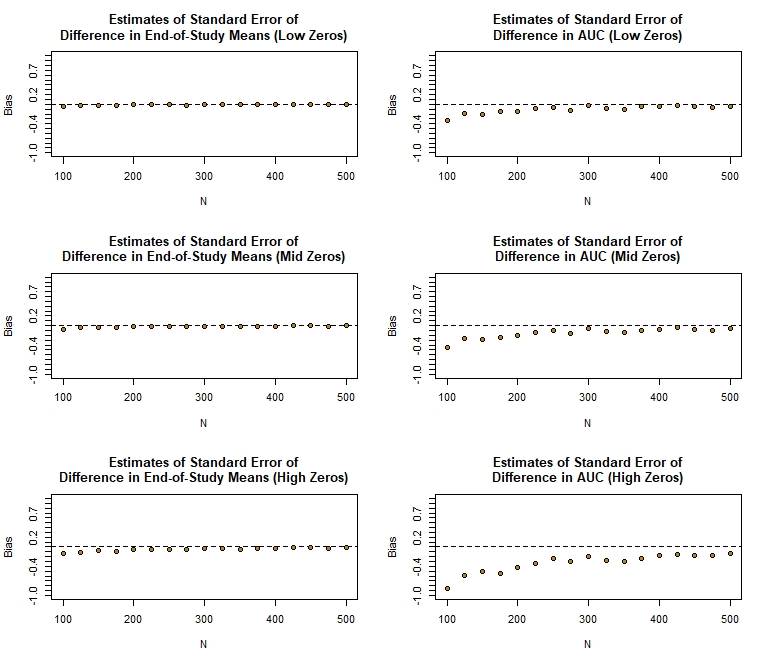 Estimates of Standard Error of
Difference in End-of-Study Means (Low Zeros)
Bias
0.7
0.2
-0.4
-1.0
100 200 300 400 500
N
Estimates of Standard Error of
Difference in AUC (Low Zeros)
Bias
0.7
0.2
-0.4
-1.0
100 200 300 400 500
N
Estimates of Standard Error of
Difference in End-of-Study Means (Mid Zeros)
Bias
0.7
0.2
-0.4
-1.0
100 200 300 400 500
N
Estimates of Standard Error of
Difference in AUC (Mid Zeros)
Bias
0.7
0.2
-0.4
-1.0
100 200 300 400 500
N
Estimates of Standard Error of
Difference in End-of-Study Means (High Zeros)
Bias
0.7
0.2
-0.4
-1.0
100 200 300 400 500
N
Estimates of Standard Error of
Difference in AUC (High Zeros)
Bias
0.7
0.2
-0.4
-1.0
100 200 300 400 500
N